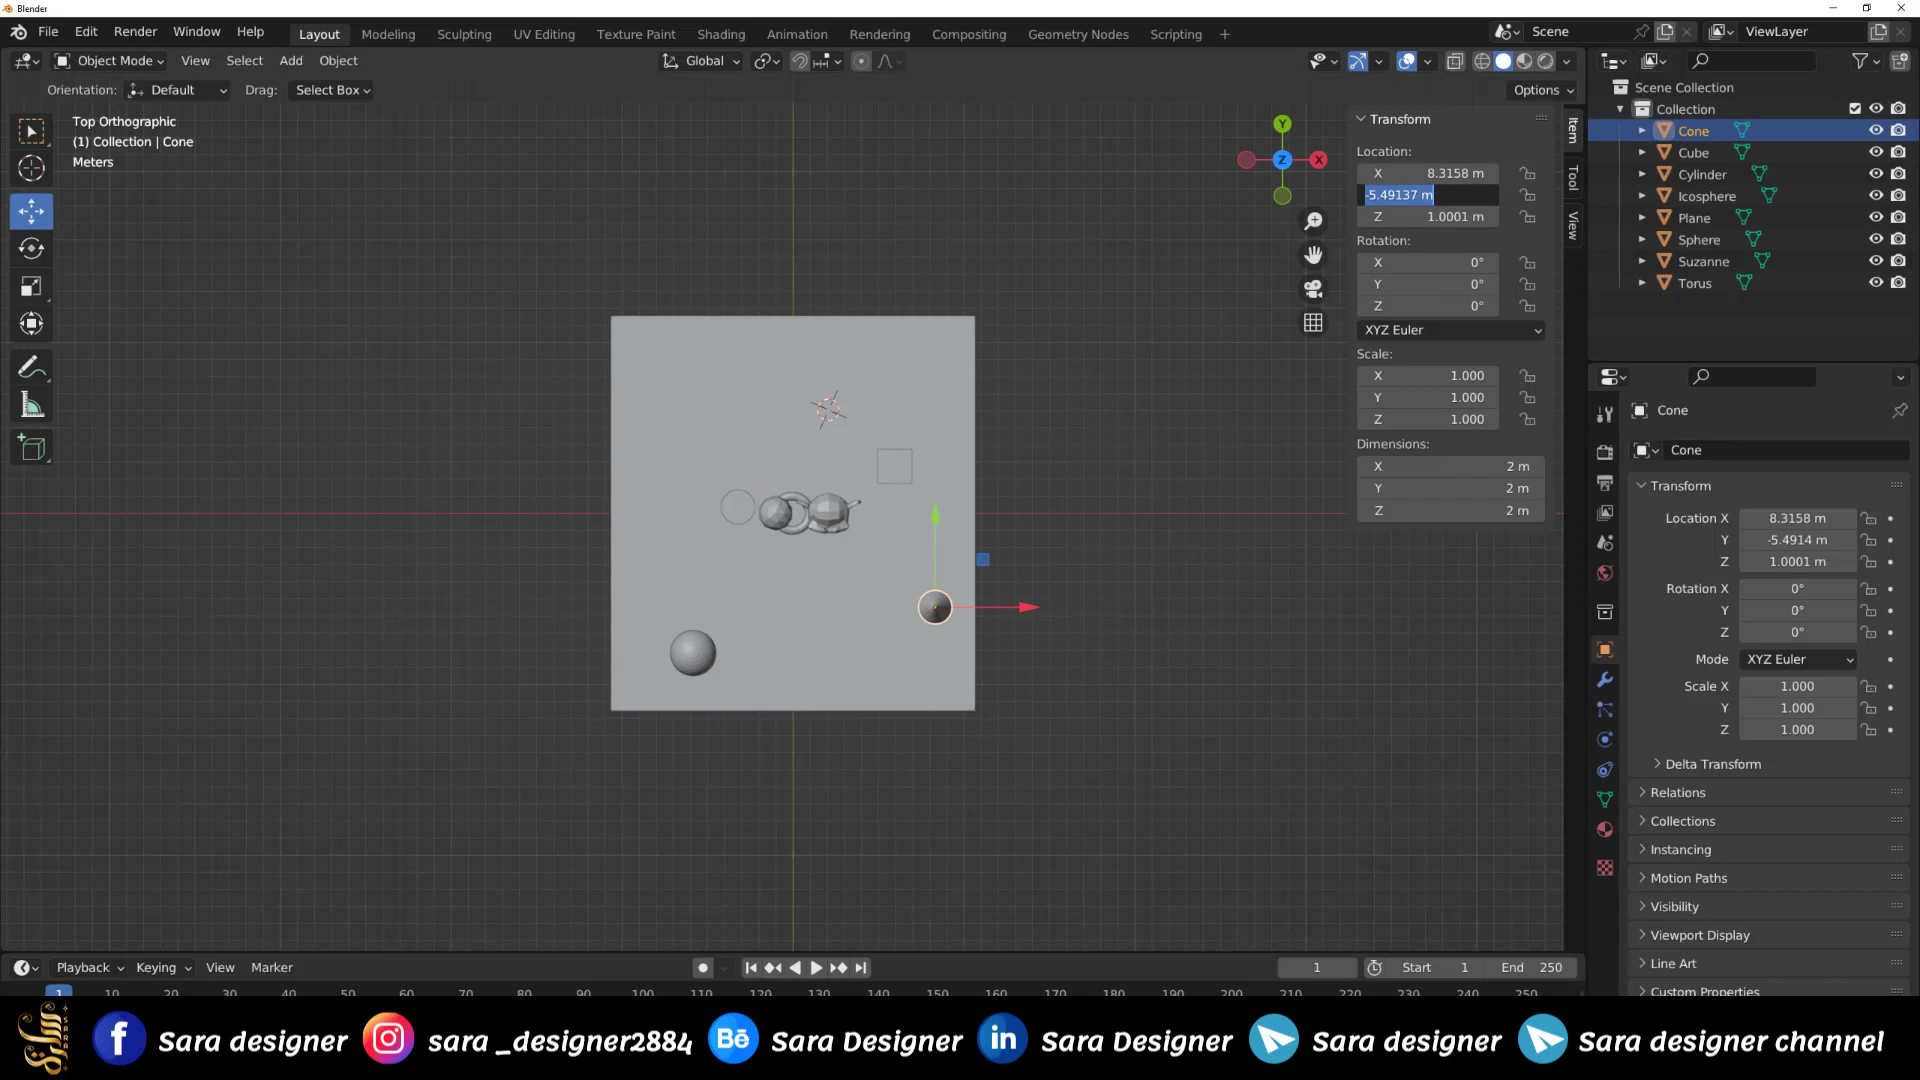 Blender
File Edit Render Window Help Layout Modeling Sculpting UV Editing Texture Paint Shading Animation Rendering Compositing Geometry Nodes Scripting + Scene ViewLayer
Object Mode View Select Add Object Global
Orientation: Default Drag: Select Box Options
Top Orthographic
(1) Collection | Cone
Meters
Y
X
Z
Transform
Location:
X 8.3158 m
-5.49137 m
Z 1.0001 m
Rotation:
X 0°
Y 0°
Z 0°
XYZ Euler
Scale:
X 1.000
Y 1.000
Z 1.000
Dimensions:
X 2 m
Y 2 m
Z 2 m
Item
Tool
View
Scene Collection
Collection
Cone
Cube
Cylinder
Icosphere
Plane
Sphere
Suzanne
Torus
Cone
Cone
Transform
Location X 8.3158 m
Y -5.4914 m
Z 1.0001 m
Rotation X 0°
Y 0°
Z 0°
Mode XYZ Euler
Scale X 1.000
Y 1.000
Z 1.000
Delta Transform
Relations
Collections
Instancing
Motion Paths
Visibility
Viewport Display
Line Art
Custom Properties
Playback Keying View Marker 1 Start 1 End 250
1 10 20 30 40 50 60 70 80 90 100 110 120 130 140 150 160 170 180 190 200 210 220 230 240 250
Sara designer sara _designer2884 Bē Sara Designer in Sara Designer Sara designer Sara designer channel